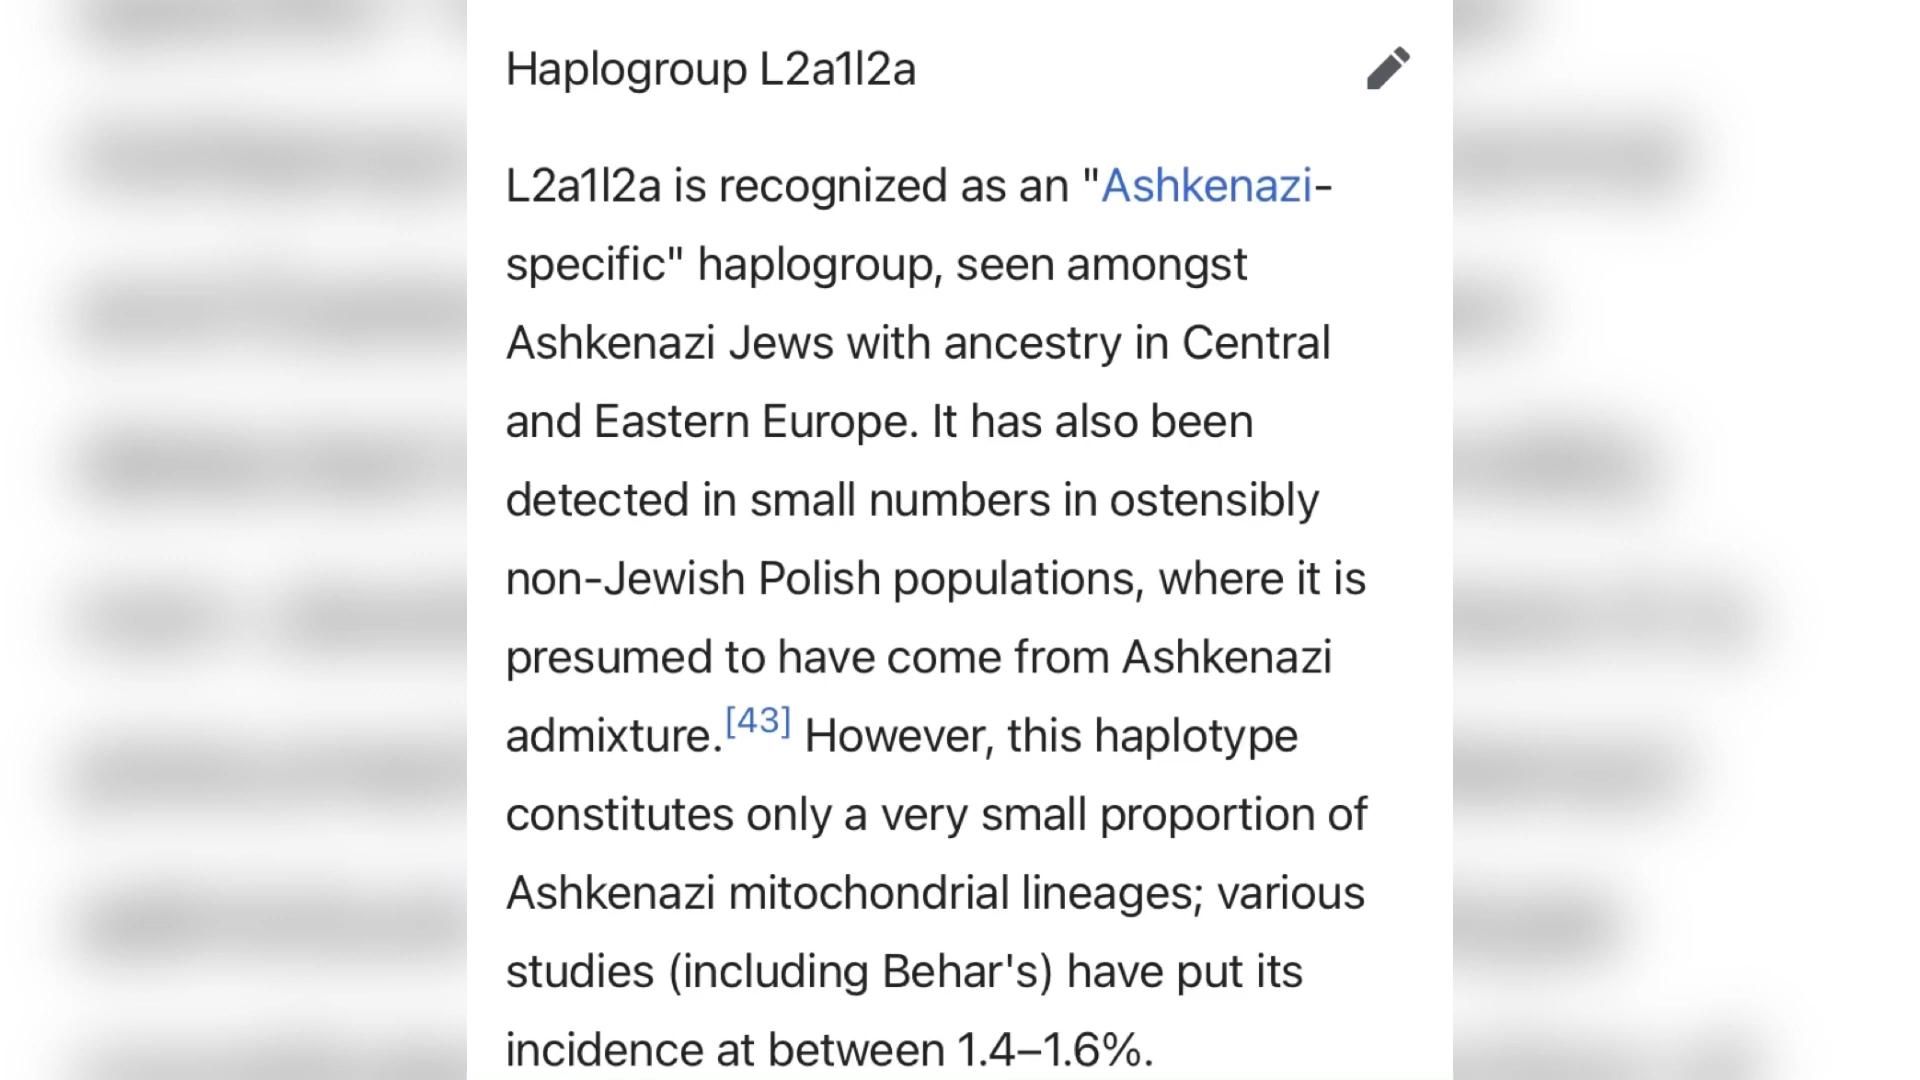 Haplogroup L2a1l2a
L2a1l2a is recognized as an "Ashkenazi-
specific" haplogroup, seen amongst
Ashkenazi Jews with ancestry in Central
and Eastern Europe. It has also been
detected in small numbers in ostensibly
non-Jewish Polish populations, where it is
presumed to have come from Ashkenazi
admixture.[43] However, this haplotype
constitutes only a very small proportion of
Ashkenazi mitochondrial lineages; various
studies (including Behar's) have put its
incidence at between 1.4–1.6%.